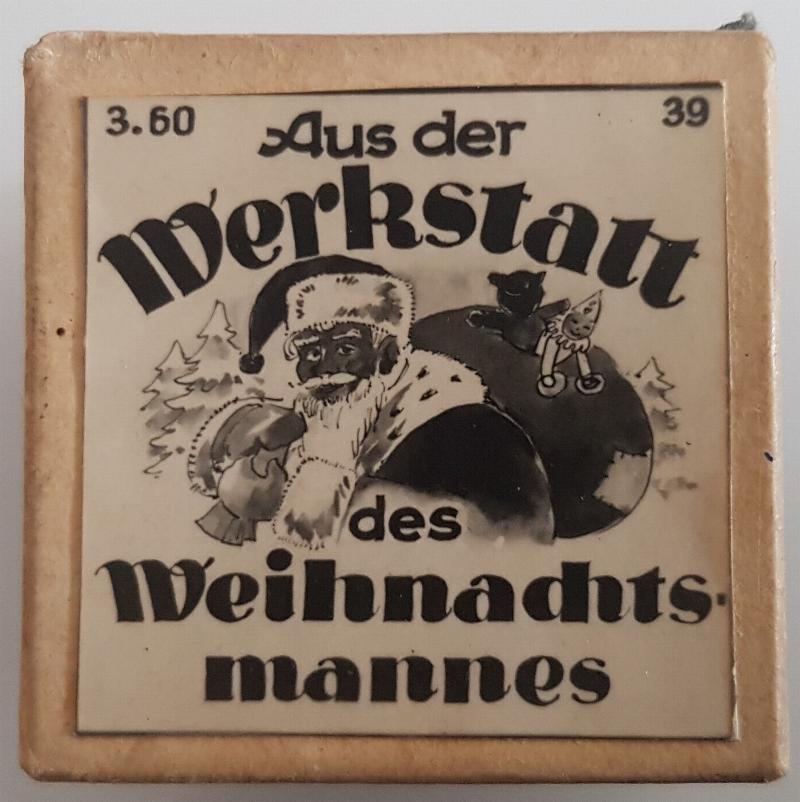 3.60 39
Aus der
Werkstatt
des
Weihnachts-
mannes